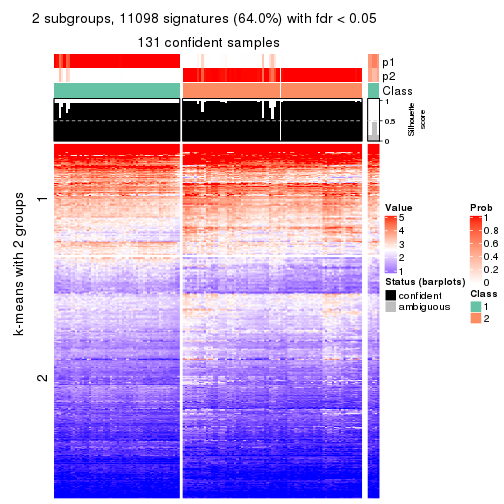 2 subgroups, 11098 signatures (64.0%) with fdr < 0.05
131 confident samples
p1
p2
Class
1
0.5
0
Silhouette
score
k-means with 2 groups
1
2
Value
5
4
3
2
1
Status (barplots)
confident
ambiguous
Prob
1
0.8
0.6
0.4
0.2
0
Class
1
2